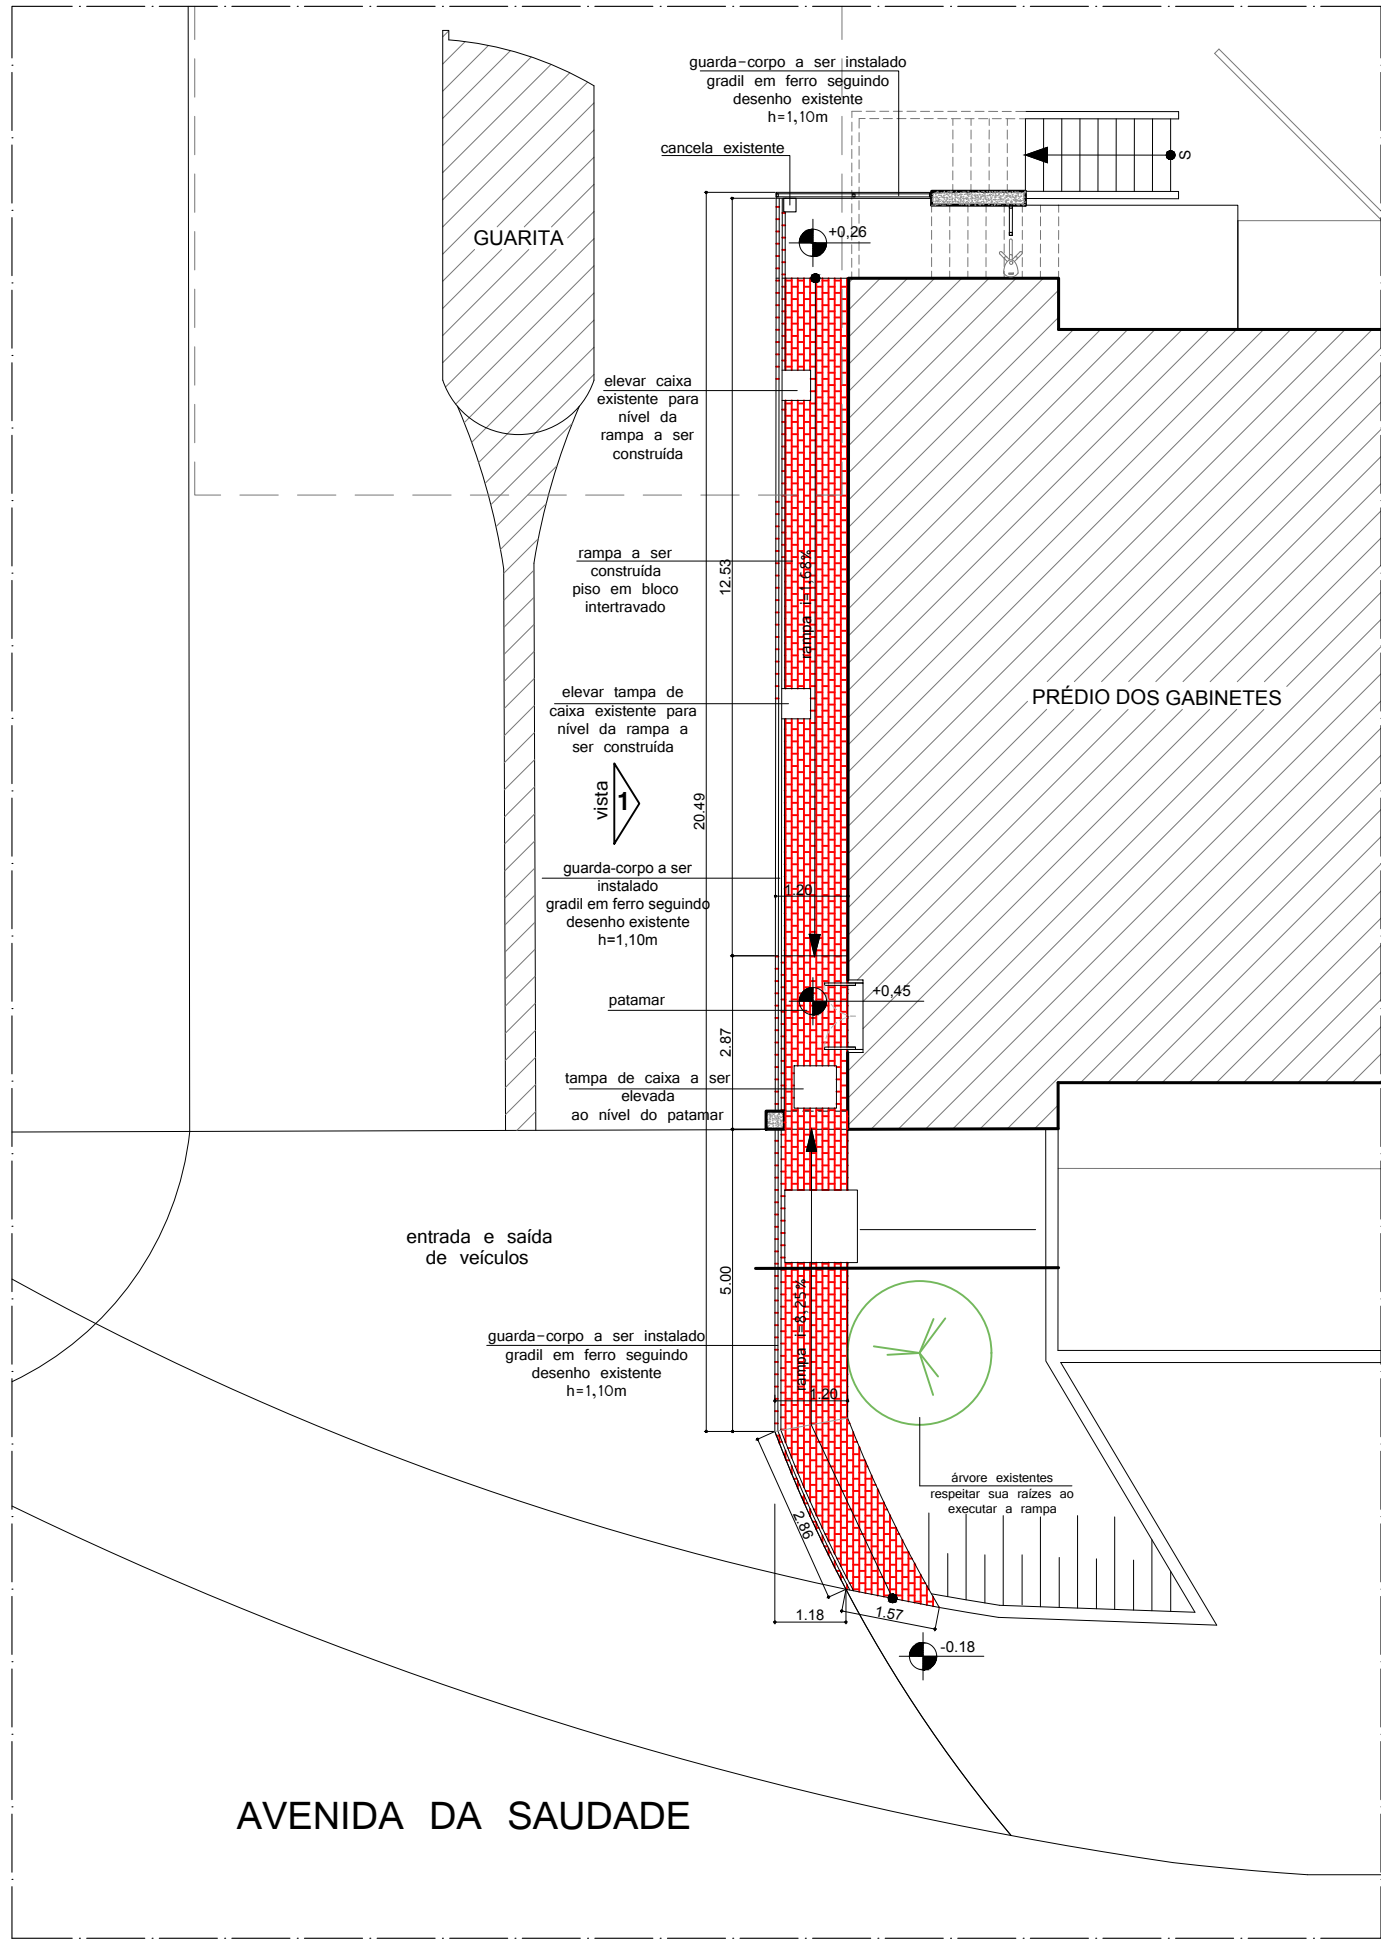 guarda-corpo a ser instalado
gradil em ferro seguindo
desenho existente
h=1,10m
cancela existente
S
+0,26
GUARITA
elevar caixa
existente para
nível da
rampa a ser
construída
rampa a ser
construída
piso em bloco
intertravado
12.53
rampa i=1,68%
elevar tampa de
caixa existente para
nível da rampa a
ser construída
PRÉDIO DOS GABINETES
vista
1
20.49
guarda-corpo a ser
instalado
gradil em ferro seguindo
desenho existente
h=1,10m
1.20
patamar
+0,45
2.87
tampa de caixa a ser
elevada
ao nível do patamar
entrada e saída
de veículos
5.00
rampa i=8,25%
guarda-corpo a ser instalado
gradil em ferro seguindo
desenho existente
h=1,10m
1.20
árvore existentes
respeitar sua raízes ao
executar a rampa
2.86
1.18
1.57
-0.18
AVENIDA DA SAUDADE